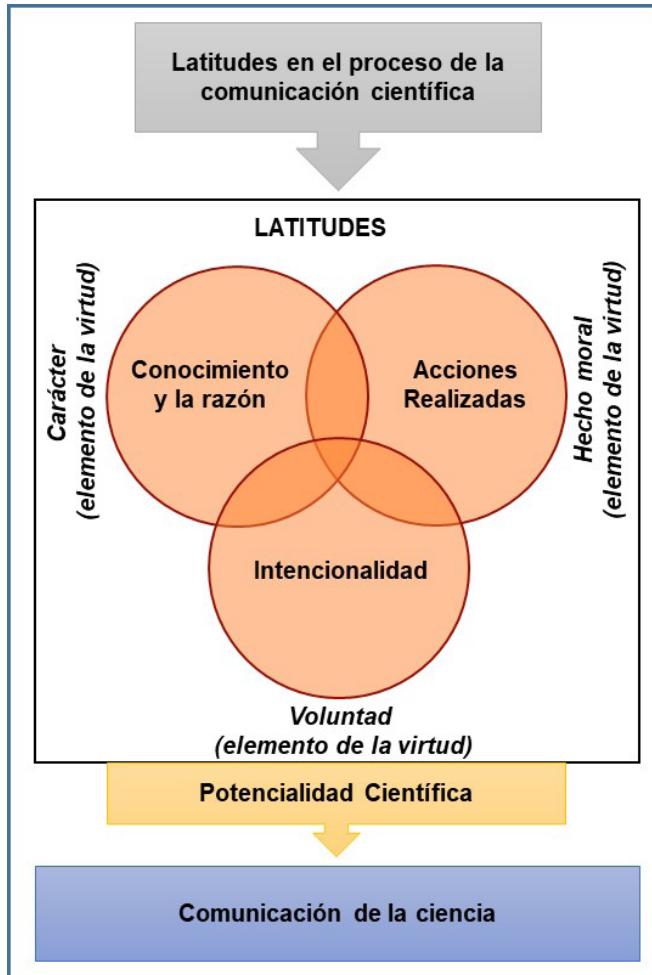 Latitudes en el proceso de la
comunicación científica
LATITUDES
Carácter
(elemento de la virtud)
Conocimiento
y la razón
Acciones
Realizadas
Hecho moral
(elemento de la virtud)
Intencionalidad
Voluntad
(elemento de la virtud)
Potencialidad Científica
Comunicación de la ciencia